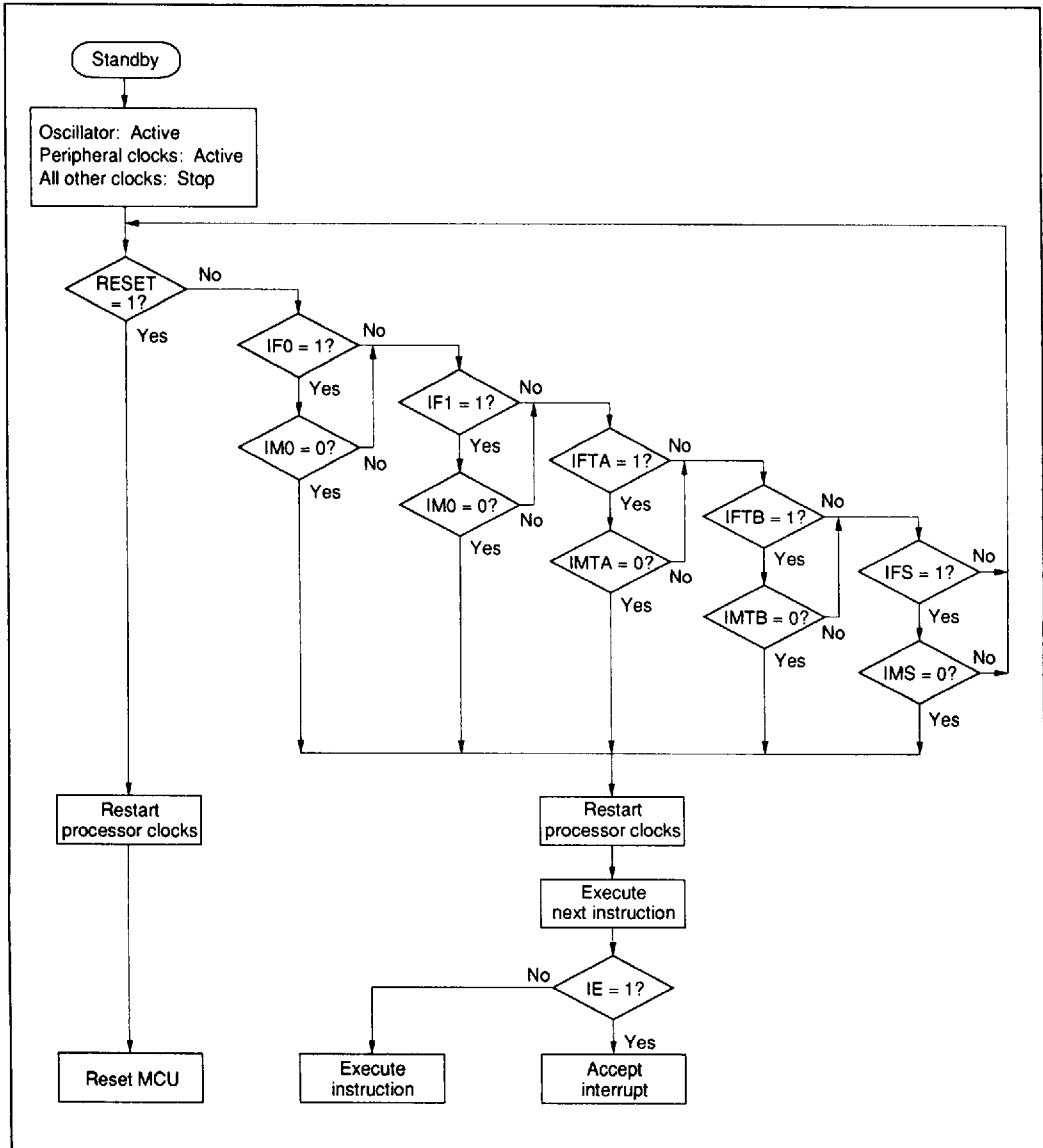 Standby
Oscillator: Active
Peripheral clocks: Active
All other clocks: Stop
RESET
= 1?
No
Yes
IF0 = 1?
No
Yes
IM0 = 0?
No
Yes
IF1 = 1?
No
Yes
IM0 = 0?
No
Yes
IFTA = 1?
No
Yes
IMTA = 0?
No
Yes
IFTB = 1?
No
Yes
IMTB = 0?
No
Yes
IFS = 1?
No
Yes
IMS = 0?
No
Yes
Restart
processor clocks
Reset MCU
Restart
processor clocks
Execute
next instruction
IE = 1?
No
Yes
Execute
instruction
Accept
interrupt